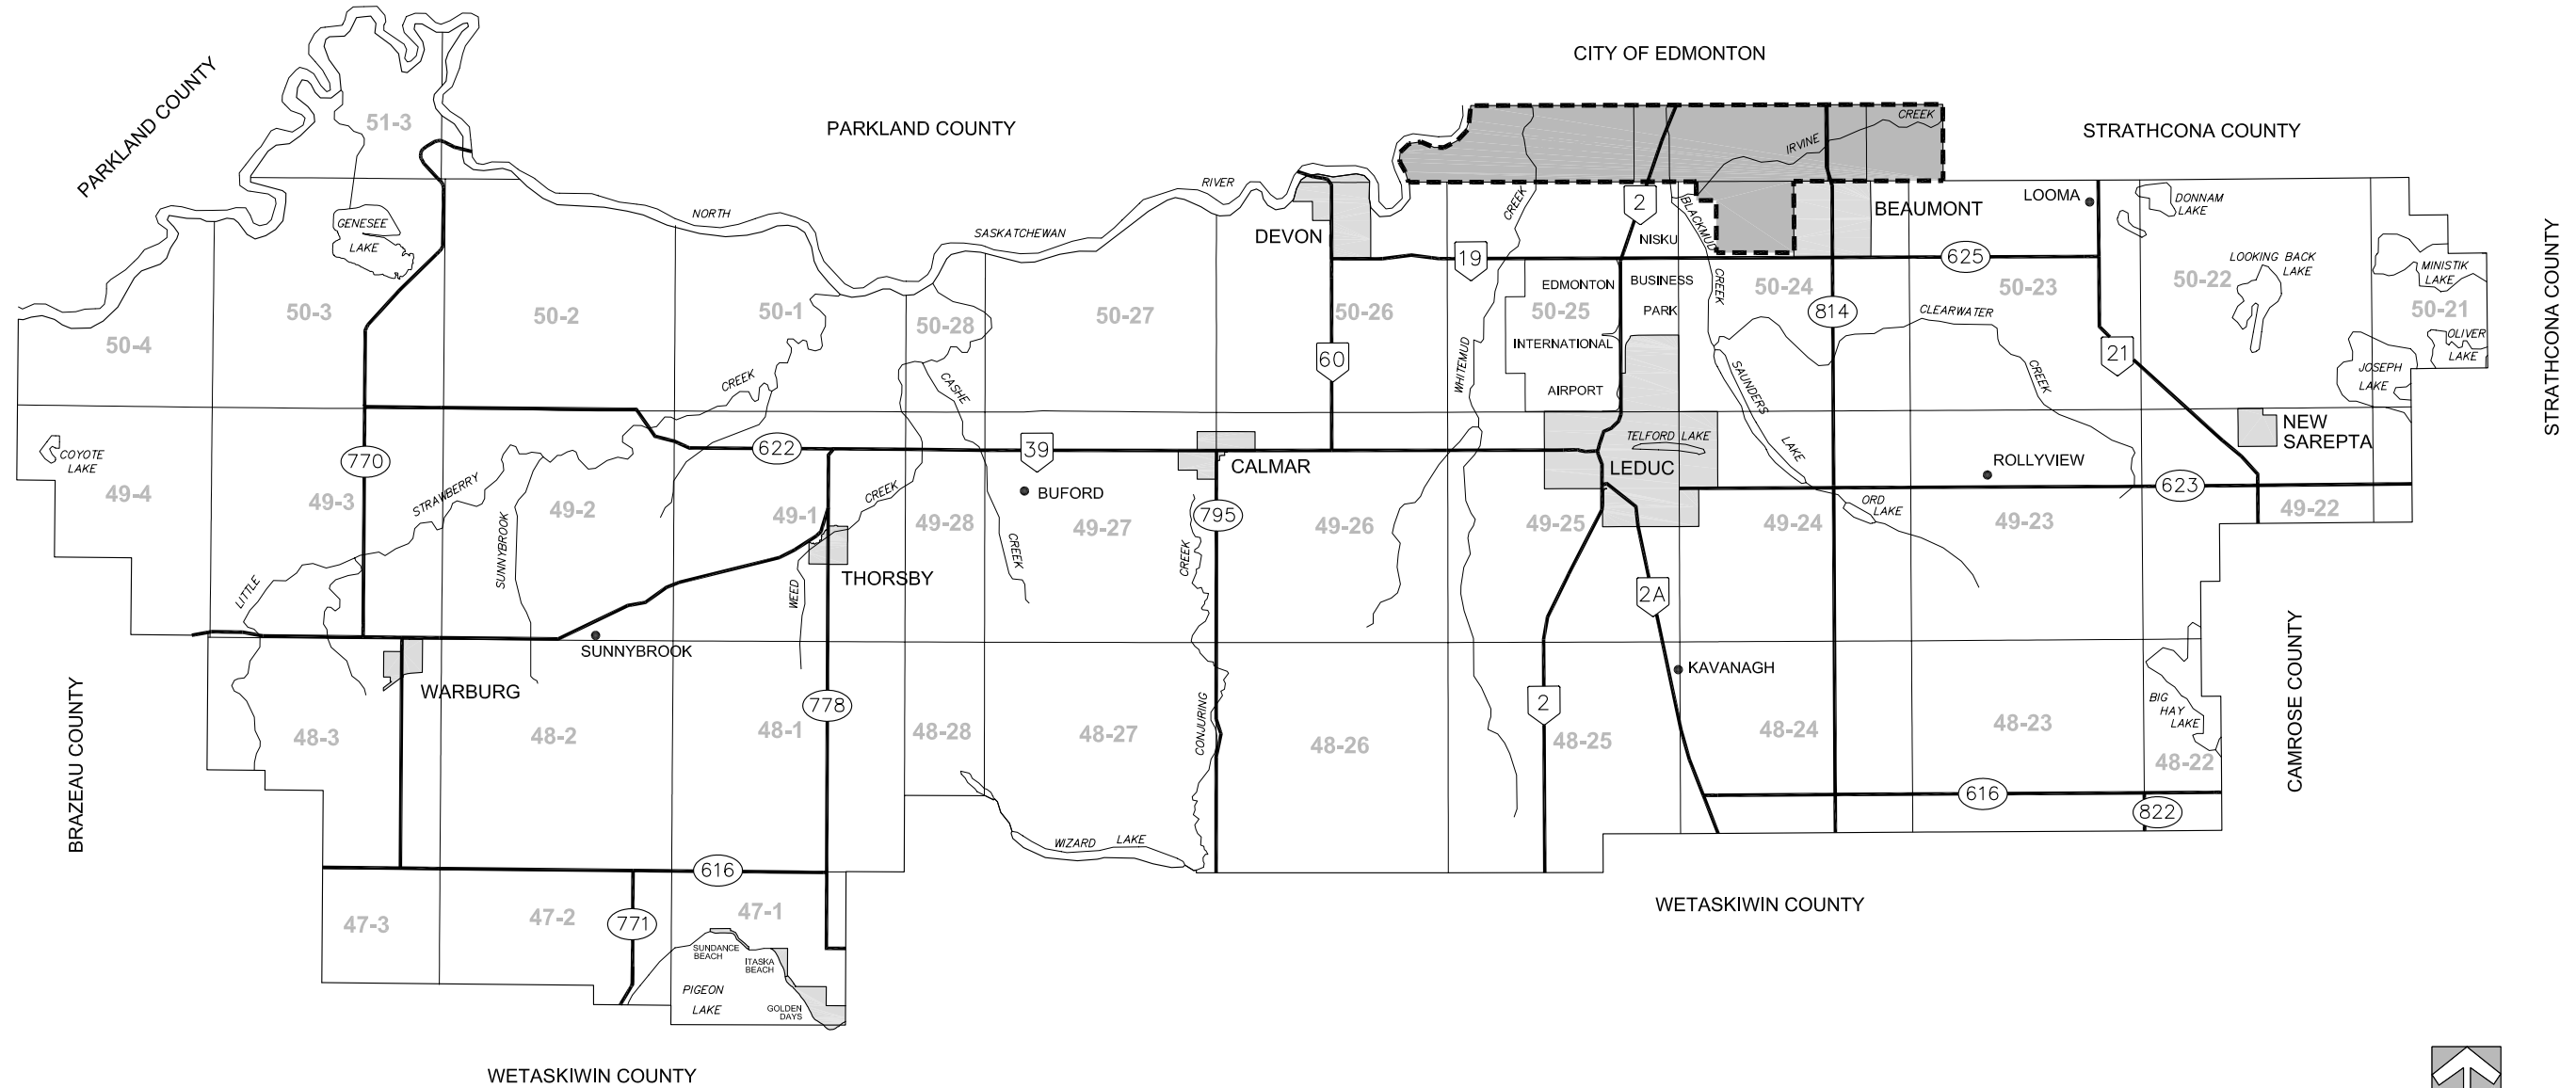 CITY OF EDMONTON
PARKLAND COUNTY
PARKLAND COUNTY
STRATHCONA COUNTY
STRATHCONA COUNTY
CAMROSE COUNTY
BRAZEAU COUNTY
WETASKIWIN COUNTY
WETASKIWIN COUNTY
51-3
CREEK
IRVINE
NORTH
SASKATCHEWAN
RIVER
GENESEE
LAKE
DEVON
2
CREEK
BLACKMUD
CREEK
BEAUMONT
LOOMA
DONNAM
LAKE
NISKU
19
625
EDMONTON
BUSINESS
PARK
INTERNATIONAL
AIRPORT
LOOKING BACK
LAKE
MINISTIK
LAKE
OLIVER
LAKE
JOSEPH
LAKE
50-4
50-3
50-2
50-1
50-28
50-27
50-26
50-25
50-24
50-23
50-22
50-21
814
CLEARWATER
CREEK
60
21
WHITEMUD
SAUNDERS
LAKE
CREEK
CASHE
CREEK
COYOTE
LAKE
770
622
39
CALMAR
TELFORD LAKE
LEDUC
ROLLYVIEW
NEW
SAREPTA
623
BUFORD
STRAWBERRY
CREEK
795
ORD
LAKE
49-4
49-3
49-2
49-1
49-28
49-27
49-26
49-25
49-24
49-23
49-22
SUNNYBROOK
LITTLE
WEED
THORSBY
CREEK
2A
SUNNYBROOK
WARBURG
KAVANAGH
778
CONJURING
2
BIG
HAY
LAKE
48-3
48-2
48-1
48-28
48-27
48-26
48-25
48-24
48-23
48-22
616
822
WIZARD LAKE
616
47-3
47-2
771
47-1
SUNDANCE
BEACH
ITASKA
BEACH
PIGEON
LAKE
GOLDEN
DAYS